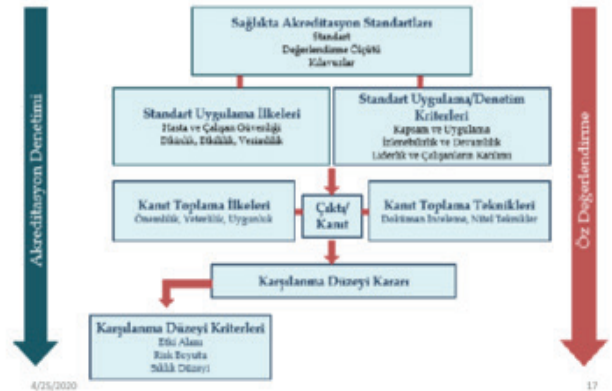 Sağlıkta Akreditasyon Standartları
Standart
Değerlendirme Ölçütü
Kılavuzlar
Standart Uygulama İlkeleri
Hasta ve Çalışan Güvenliği
Etkinlik, Etkililik, Verimlilik
Standart Uygulama/Denetim
Kriterleri
Kapsam ve Uygulama
İzlenebilirlik ve Devamlılık
Liderlik ve Çalışanların Katılımı
Kanıt Toplama İlkeleri
Önemlilik, Yeterlilik, Uygunluk
Çıktı/
Kanıt
Kanıt Toplama Teknikleri
Doküman İnceleme, Nitel Teknikler
Karşılanma Düzeyi Kararı
Karşılanma Düzeyi Kriterleri
Etki Alanı
Risk Boyutu
Sıklık Düzeyi
Akreditasyon Denetimi
Öz Değerlendirme
4/25/2020
17